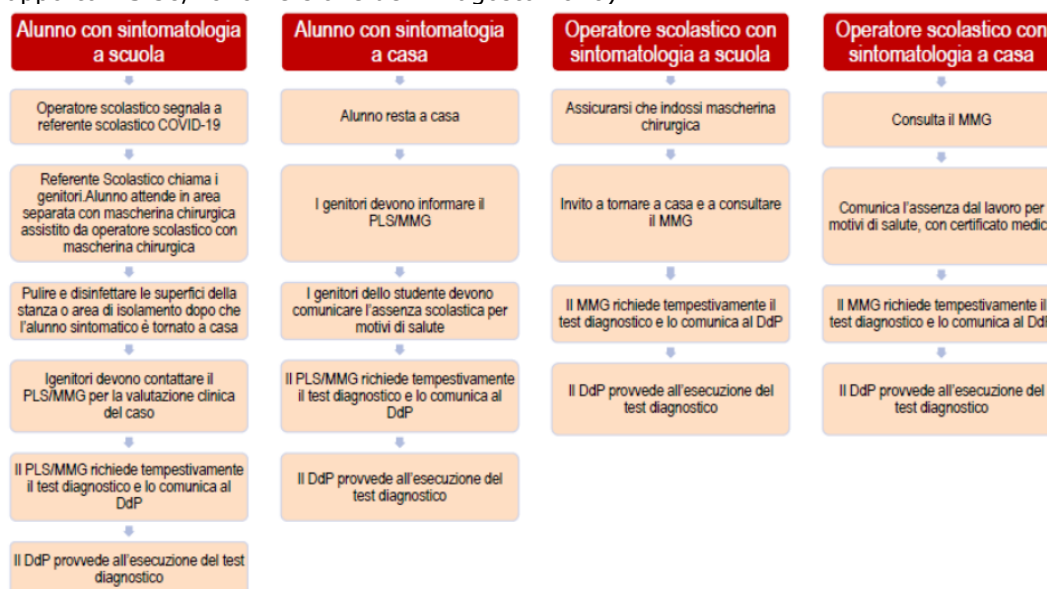 Alunno con sintomatologia
a scuola
Operatore scolastico segnala a
referente scolastico COVID-19
Referente Scolastico chiama i
genitori.Alunno attende in area
separata con mascherina chirurgica
assistito da operatore scolastico con
mascherina chirurgica
Pulire e disinfettare le superfici della
stanza o area di isolamento dopo che
l'alunno sintomatico è tornato a casa
Igenitori devono contattare il
PLS/MMG per la valutazione clinica
del caso
Il PLS/MMG richiede tempestivamente
il test diagnostico e lo comunica al
DdP
Il DdP provvede all'esecuzione del test
diagnostico
Alunno con sintomatogia
a casa
Alunno resta a casa
I genitori devono informare il
PLS/MMG
I genitori dello studente devono
comunicare l'assenza scolastica per
motivi di salute
Il PLS/MMG richiede tempestivamente
il test diagnostico e lo comunica al
DdP
Il DdP provvede all'esecuzione del
test diagnostico
Operatore scolastico con
sintomatologia a scuola
Assicurarsi che indossi mascherina
chirurgica
Invito a tornare a casa e a consultare
il MMG
Il MMG richiede tempestivamente il
test diagnostico e lo comunica al DdP
Il DdP provvede all'esecuzione del
test diagnostico
Operatore scolastico con
sintomatologia a casa
Consulta il MMG
Comunica l'assenza dal lavoro per
motivi di salute, con certificato medic
Il MMG richiede tempestivamente il
test diagnostico e lo comunica al Dd
Il DdP provvede all'esecuzione del
test diagnostico